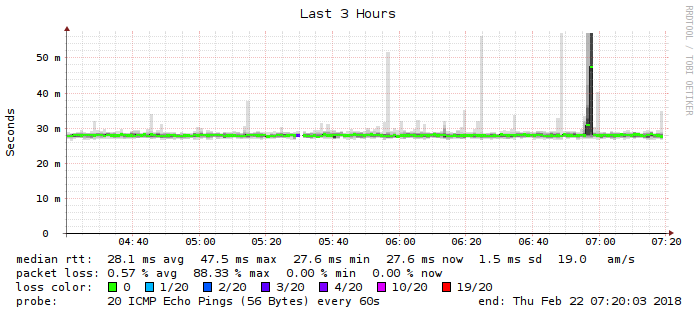 Last 3 Hours
RRDTOOL / TOBI OETIKER
Seconds
50 m
40 m
30 m
20 m
10 m
0
04:40 05:00 05:20 05:40 06:00 06:20 06:40 07:00 07:20
median rtt: 28.1 ms avg 47.5 ms max 27.6 ms min 27.6 ms now 1.5 ms sd 19.0 am/s
packet loss: 0.57 % avg 88.33 % max 0.00 % min 0.00 % now
loss color: 0 1/20 2/20 3/20 4/20 10/20 19/20
probe: 20 ICMP Echo Pings (56 Bytes) every 60s end: Thu Feb 22 07:20:03 2018